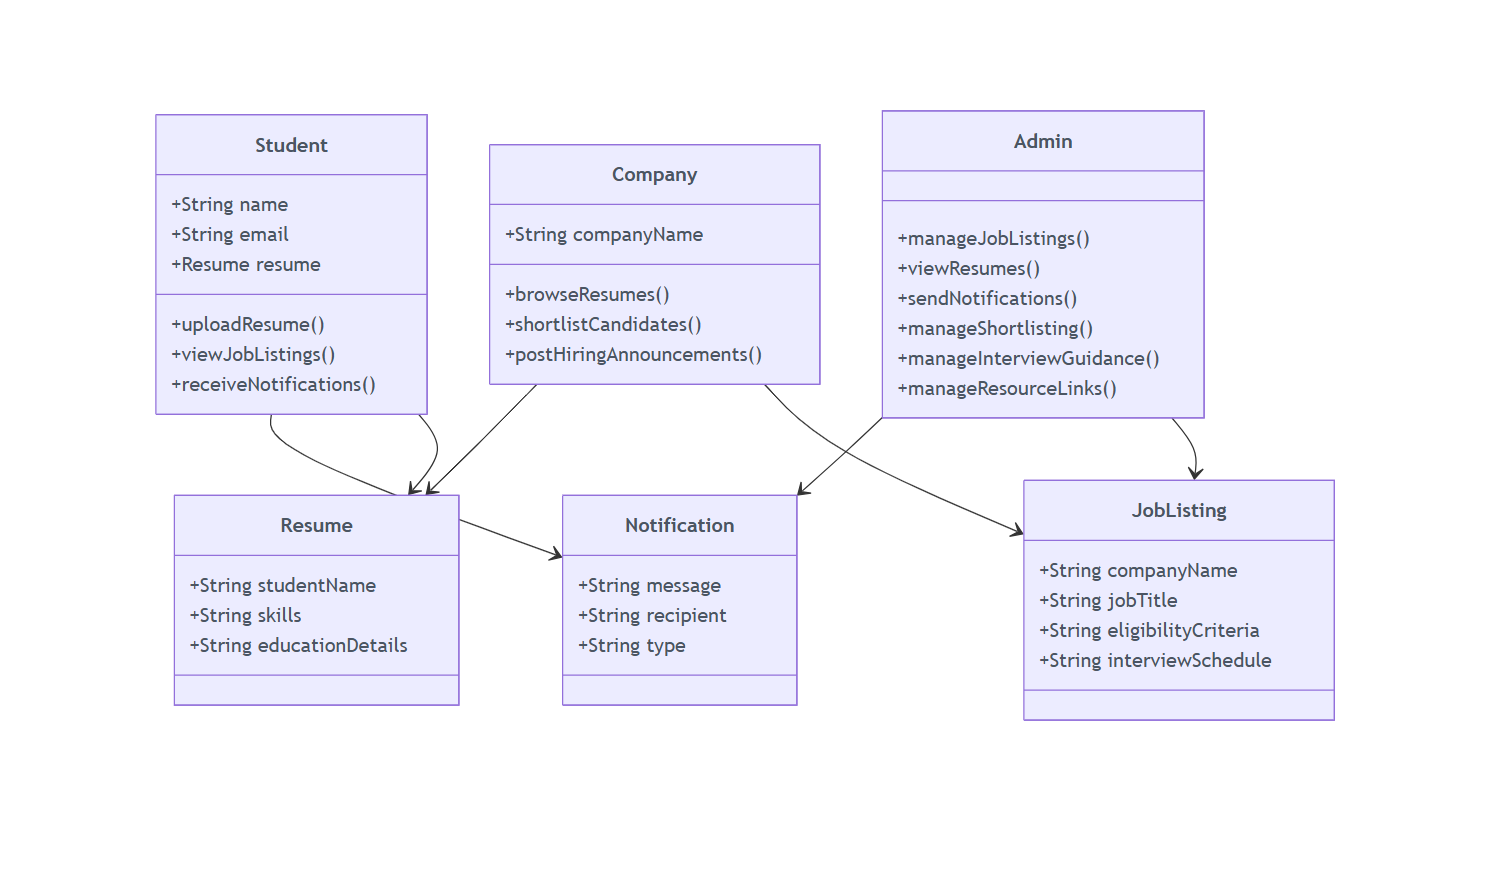 Student
+String name
+String email
+Resume resume
+uploadResume()
+viewJobListings()
+receiveNotifications()
Company
+String companyName
+browseResumes()
+shortlistCandidates()
+postHiringAnnouncements()
Admin
+manageJobListings()
+viewResumes()
+sendNotifications()
+manageShortlisting()
+manageInterviewGuidance()
+manageResourceLinks()
Resume
+String studentName
+String skills
+String educationDetails
Notification
+String message
+String recipient
+String type
JobListing
+String companyName
+String jobTitle
+String eligibilityCriteria
+String interviewSchedule